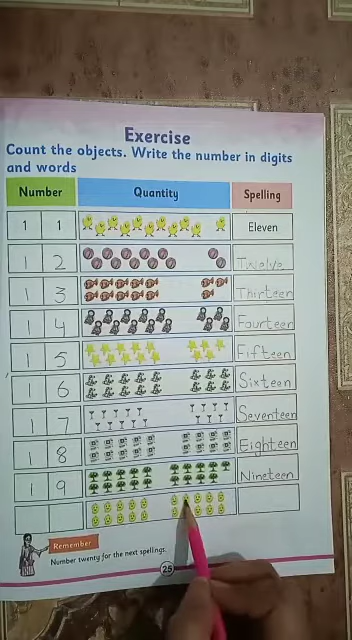 Exercise
Count the objects. Write the number in digits
and words
Number Quantity Spelling
1 1 Eleven
1 2 Twelve
1 3 Thirteen
1 4 Fourteen
1 5 Fifteen
1 6 Sixteen
1 7 Seventeen
8 Eighteen
1 9 Nineteen
Remember
Number twenty for the next spellings.
25